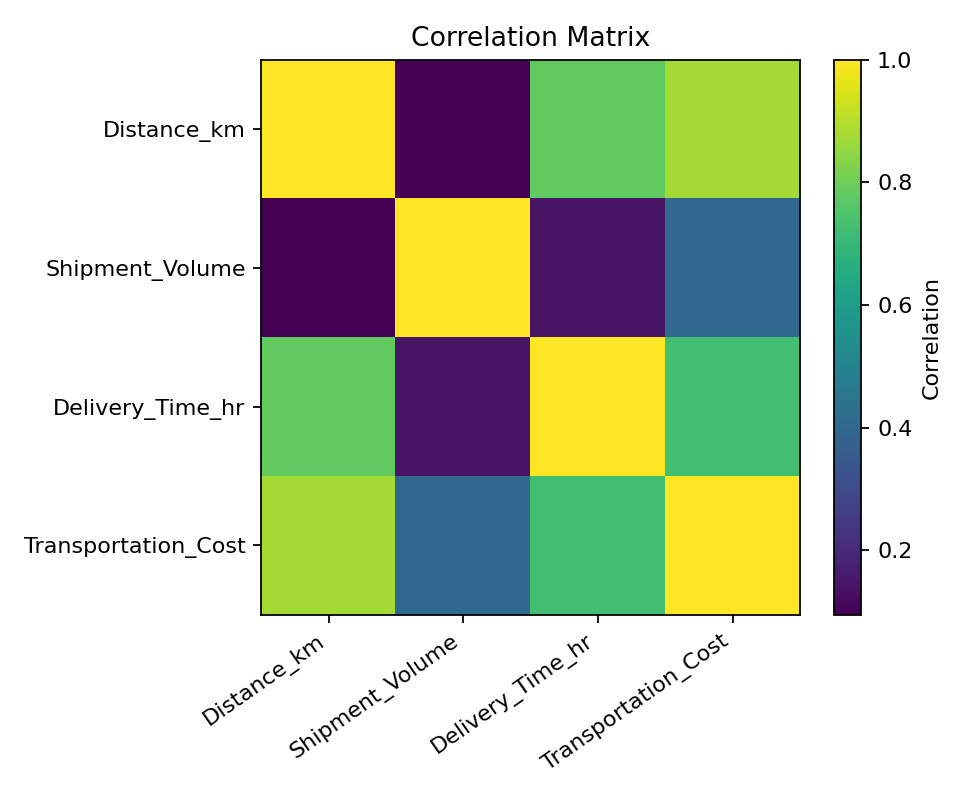 Correlation Matrix
Distance_km
Shipment_Volume
Delivery_Time_hr
Transportation_Cost
Distance_km
Shipment_Volume
Delivery_Time_hr
Transportation_Cost
1.0
0.8
0.6
0.4
0.2
Correlation